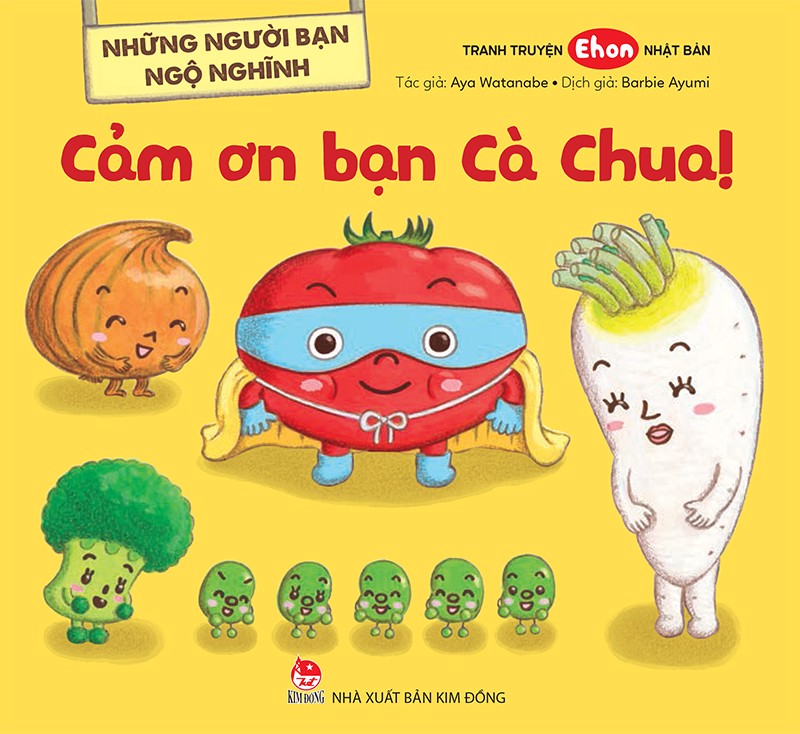 NHỮNG NGƯỜI BẠN
NGỘ NGHĨNH
TRANH TRUYỆN Ehon NHẬT BẢN
Tác giả: Aya Watanabe • Dịch giả: Barbie Ayumi
Cảm ơn bạn Cà Chua!
KIM ĐỒNG NHÀ XUẤT BẢN KIM ĐỒNG